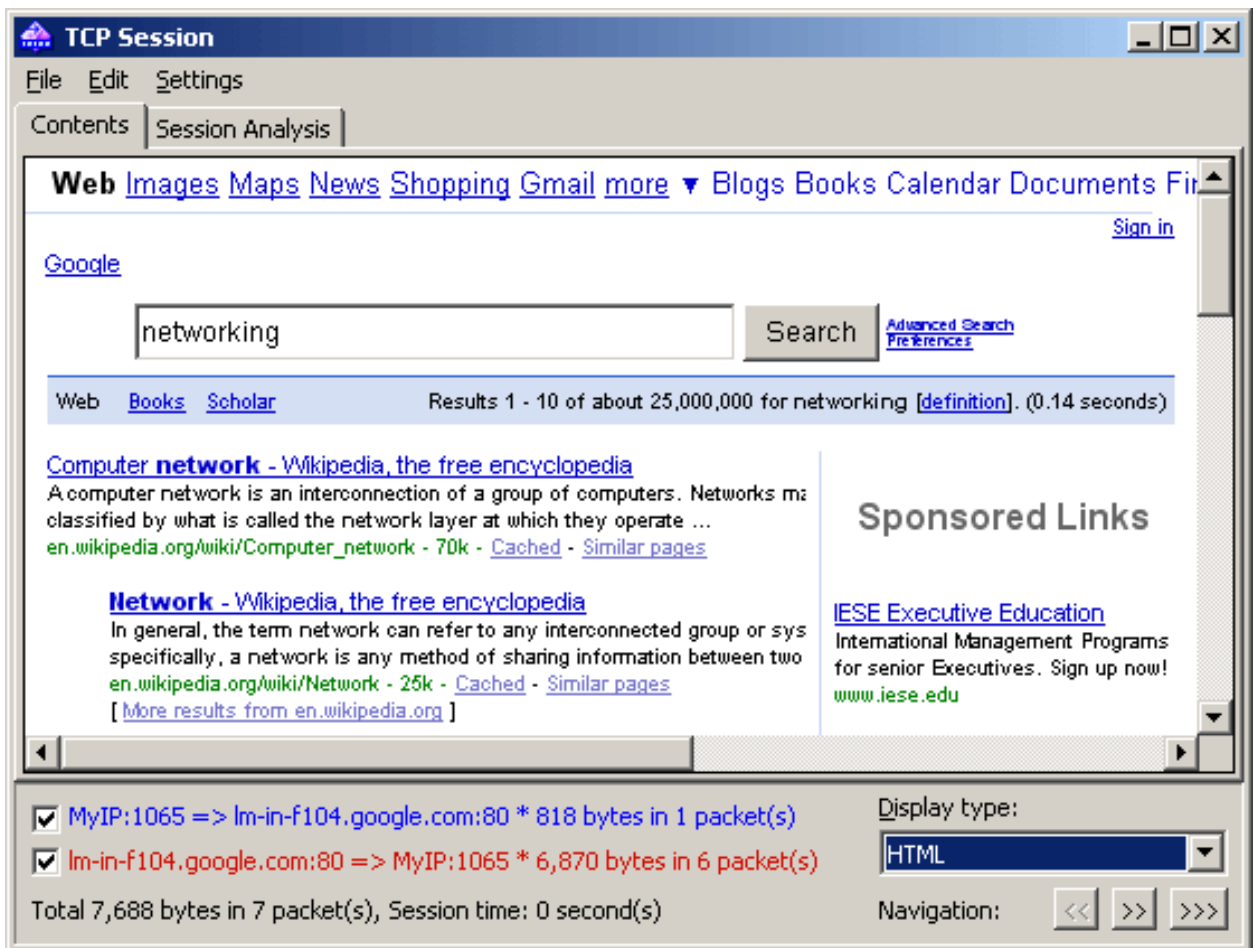 TCP Session
File Edit Settings
Contents Session Analysis
Web Images Maps News Shopping Gmail more ▼ Blogs Books Calendar Documents Fir
Sign in
Google
networking Search Advanced Search
Preferences
Web Books Scholar Results 1 - 10 of about 25,000,000 for networking [definition]. (0.14 seconds)
Computer network - Wikipedia, the free encyclopedia
A computer network is an interconnection of a group of computers. Networks ma
classified by what is called the network layer at which they operate ...
en.wikipedia.org/wiki/Computer_network - 70k - Cached - Similar pages
Network - Wikipedia, the free encyclopedia
In general, the term network can refer to any interconnected group or sys
specifically, a network is any method of sharing information between two
en.wikipedia.org/wiki/Network - 25k - Cached - Similar pages
[ More results from en.wikipedia.org ]
Sponsored Links
IESE Executive Education
International Management Programs
for senior Executives. Sign up now!
www.iese.edu
MyIP:1065 => lm-in-f104.google.com:80 * 818 bytes in 1 packet(s)
lm-in-f104.google.com:80 => MyIP:1065 * 6,870 bytes in 6 packet(s)
Total 7,688 bytes in 7 packet(s), Session time: 0 second(s)
Display type:
HTML
Navigation: << >> >>>